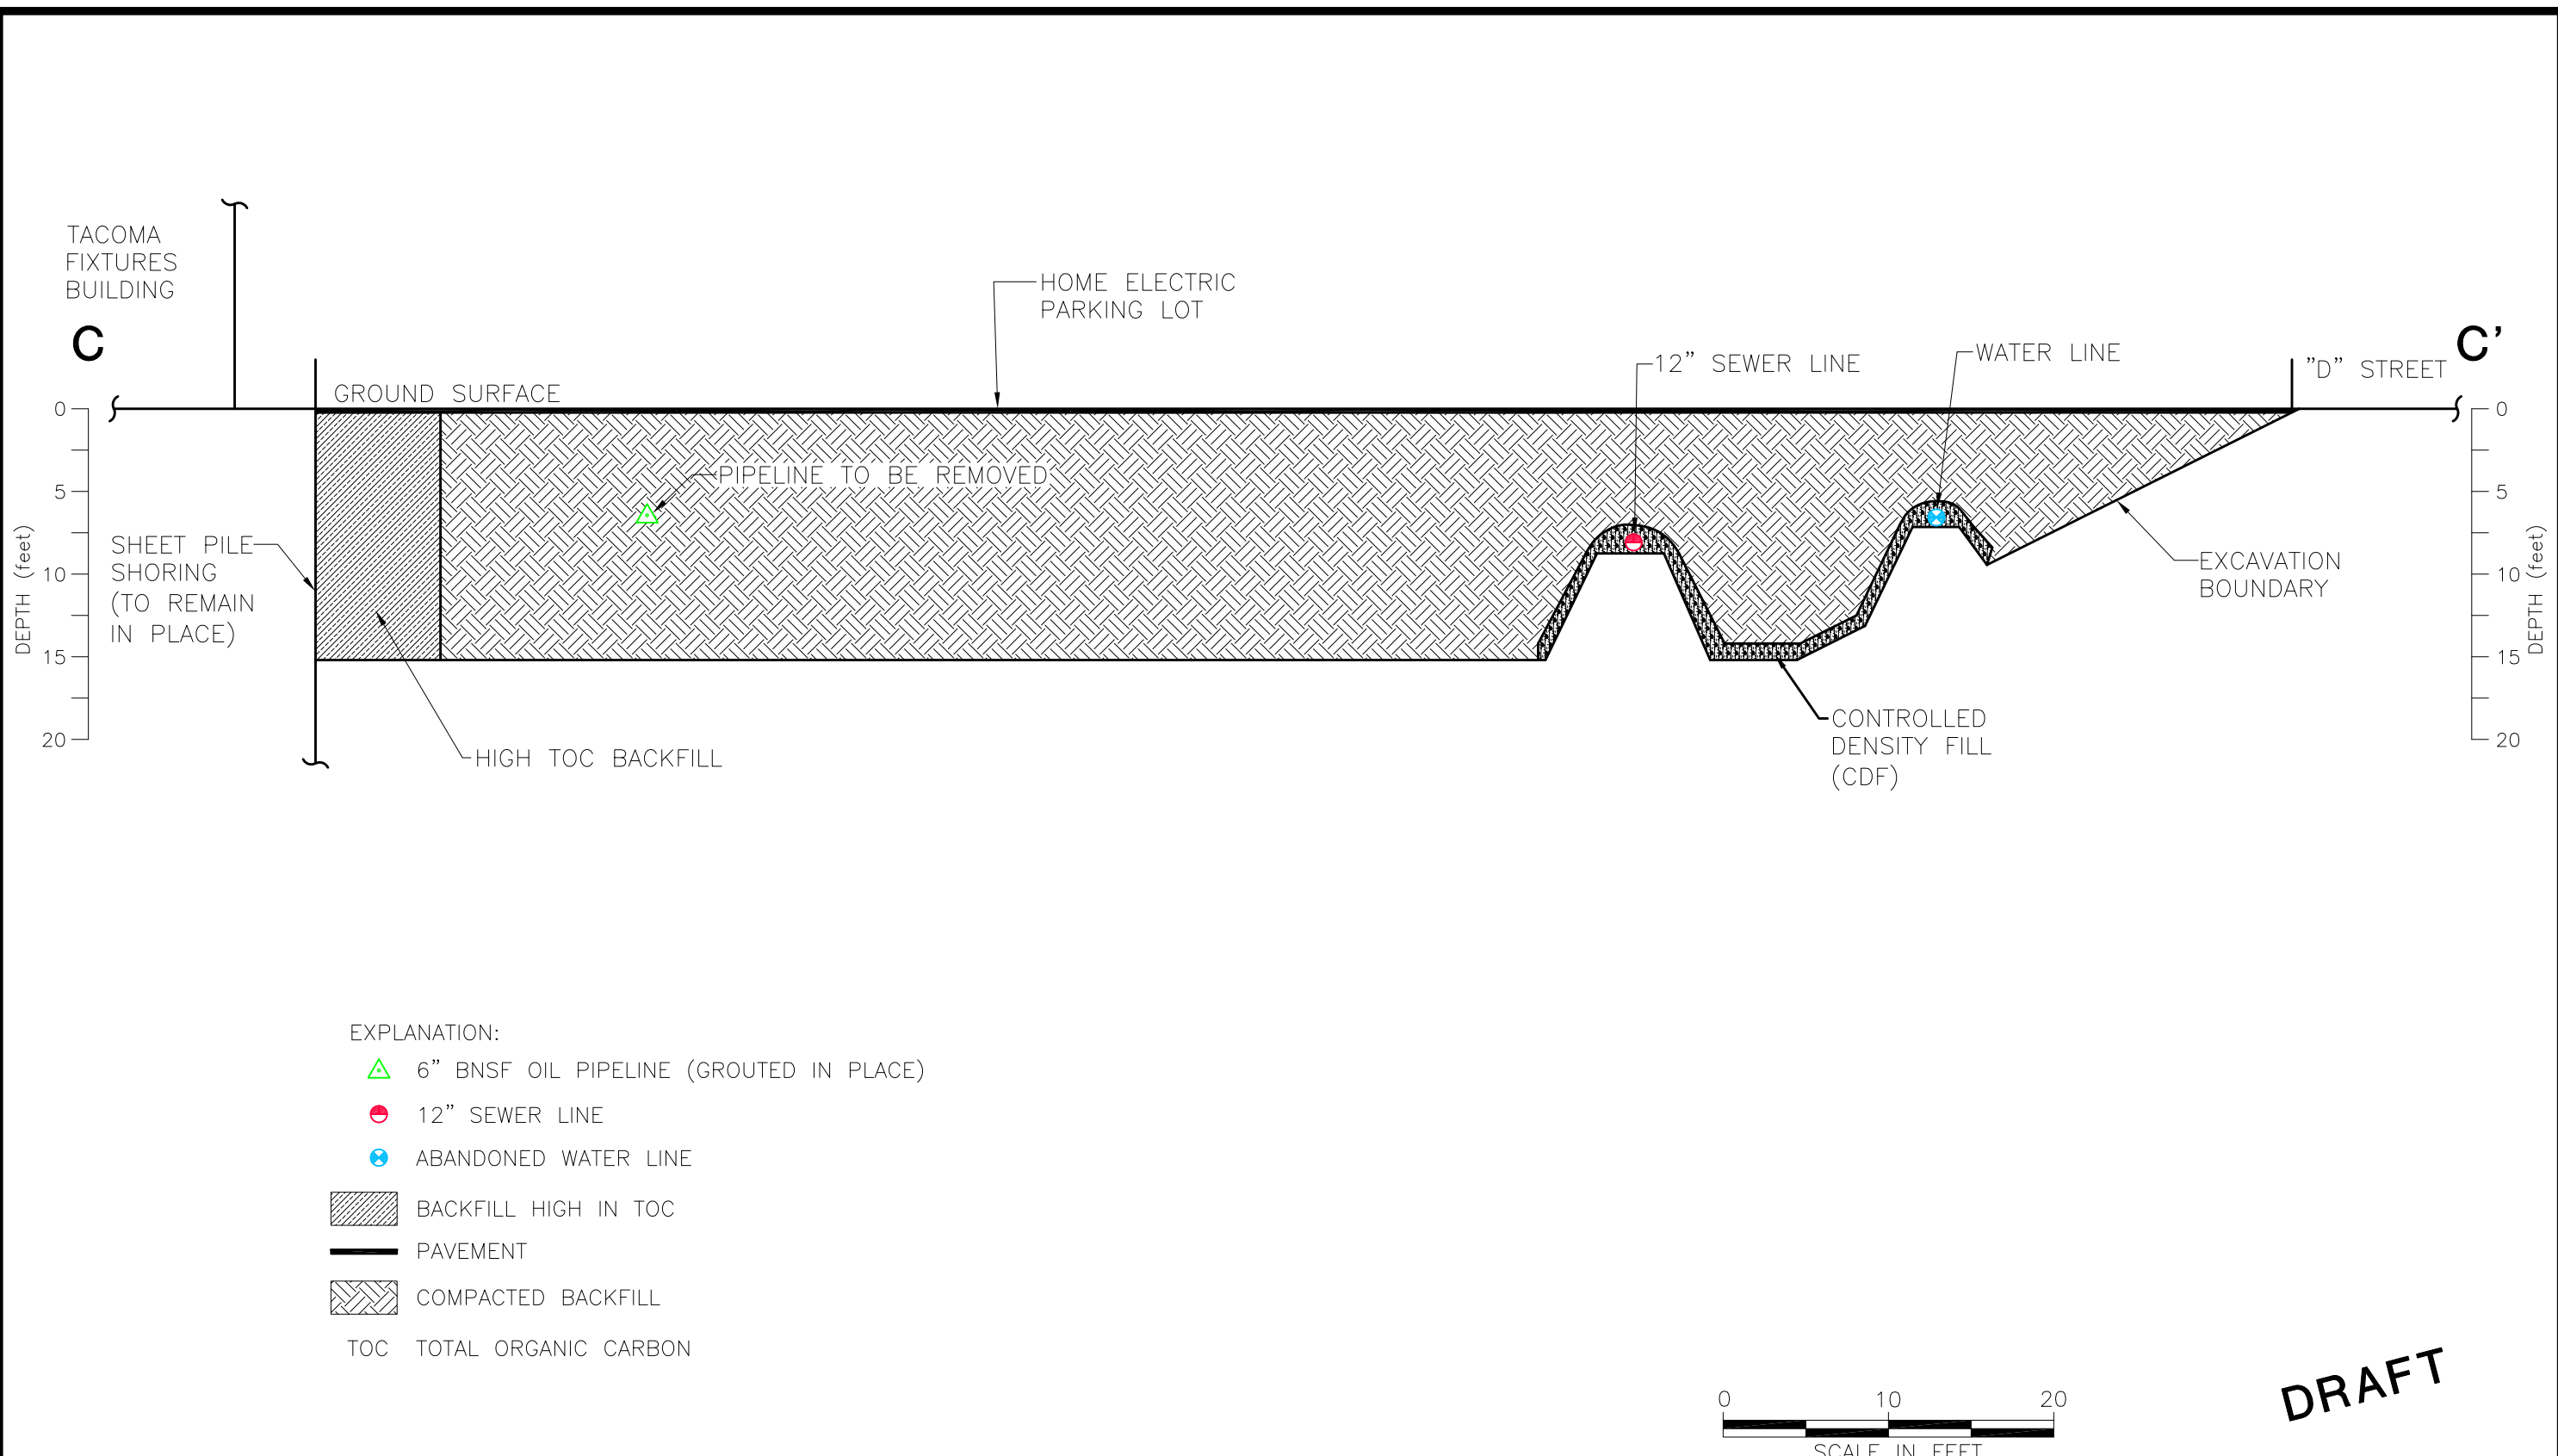 TACOMA
FIXTURES
BUILDING
C
HOME ELECTRIC
PARKING LOT
12” SEWER LINE
WATER LINE
”D” STREET
C’
GROUND SURFACE
0
5
10
15
20
DEPTH (feet)
PIPELINE TO BE REMOVED
SHEET PILE
SHORING
(TO REMAIN
IN PLACE)
HIGH TOC BACKFILL
EXCAVATION
BOUNDARY
CONTROLLED
DENSITY FILL
(CDF)
0
5
10
15
20
DEPTH (feet)
EXPLANATION:
6” BNSF OIL PIPELINE (GROUTED IN PLACE)
12” SEWER LINE
ABANDONED WATER LINE
BACKFILL HIGH IN TOC
PAVEMENT
COMPACTED BACKFILL
TOC TOTAL ORGANIC CARBON
0 10 20
SCALE IN FEET
DRAFT